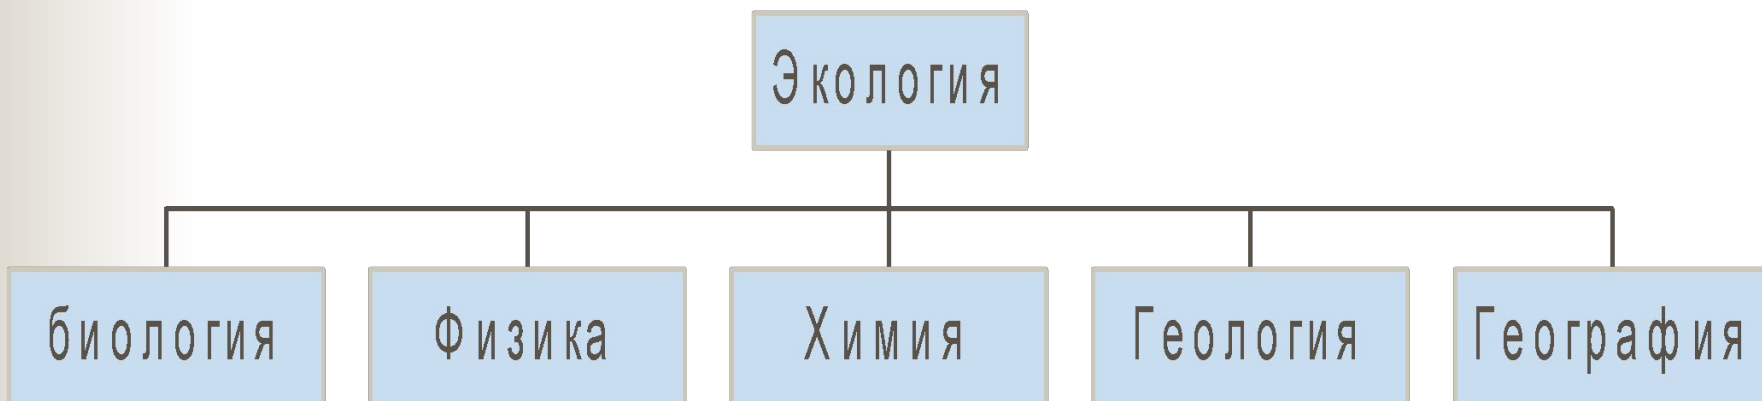 Экология
биология
Физика
Химия
Геология
География